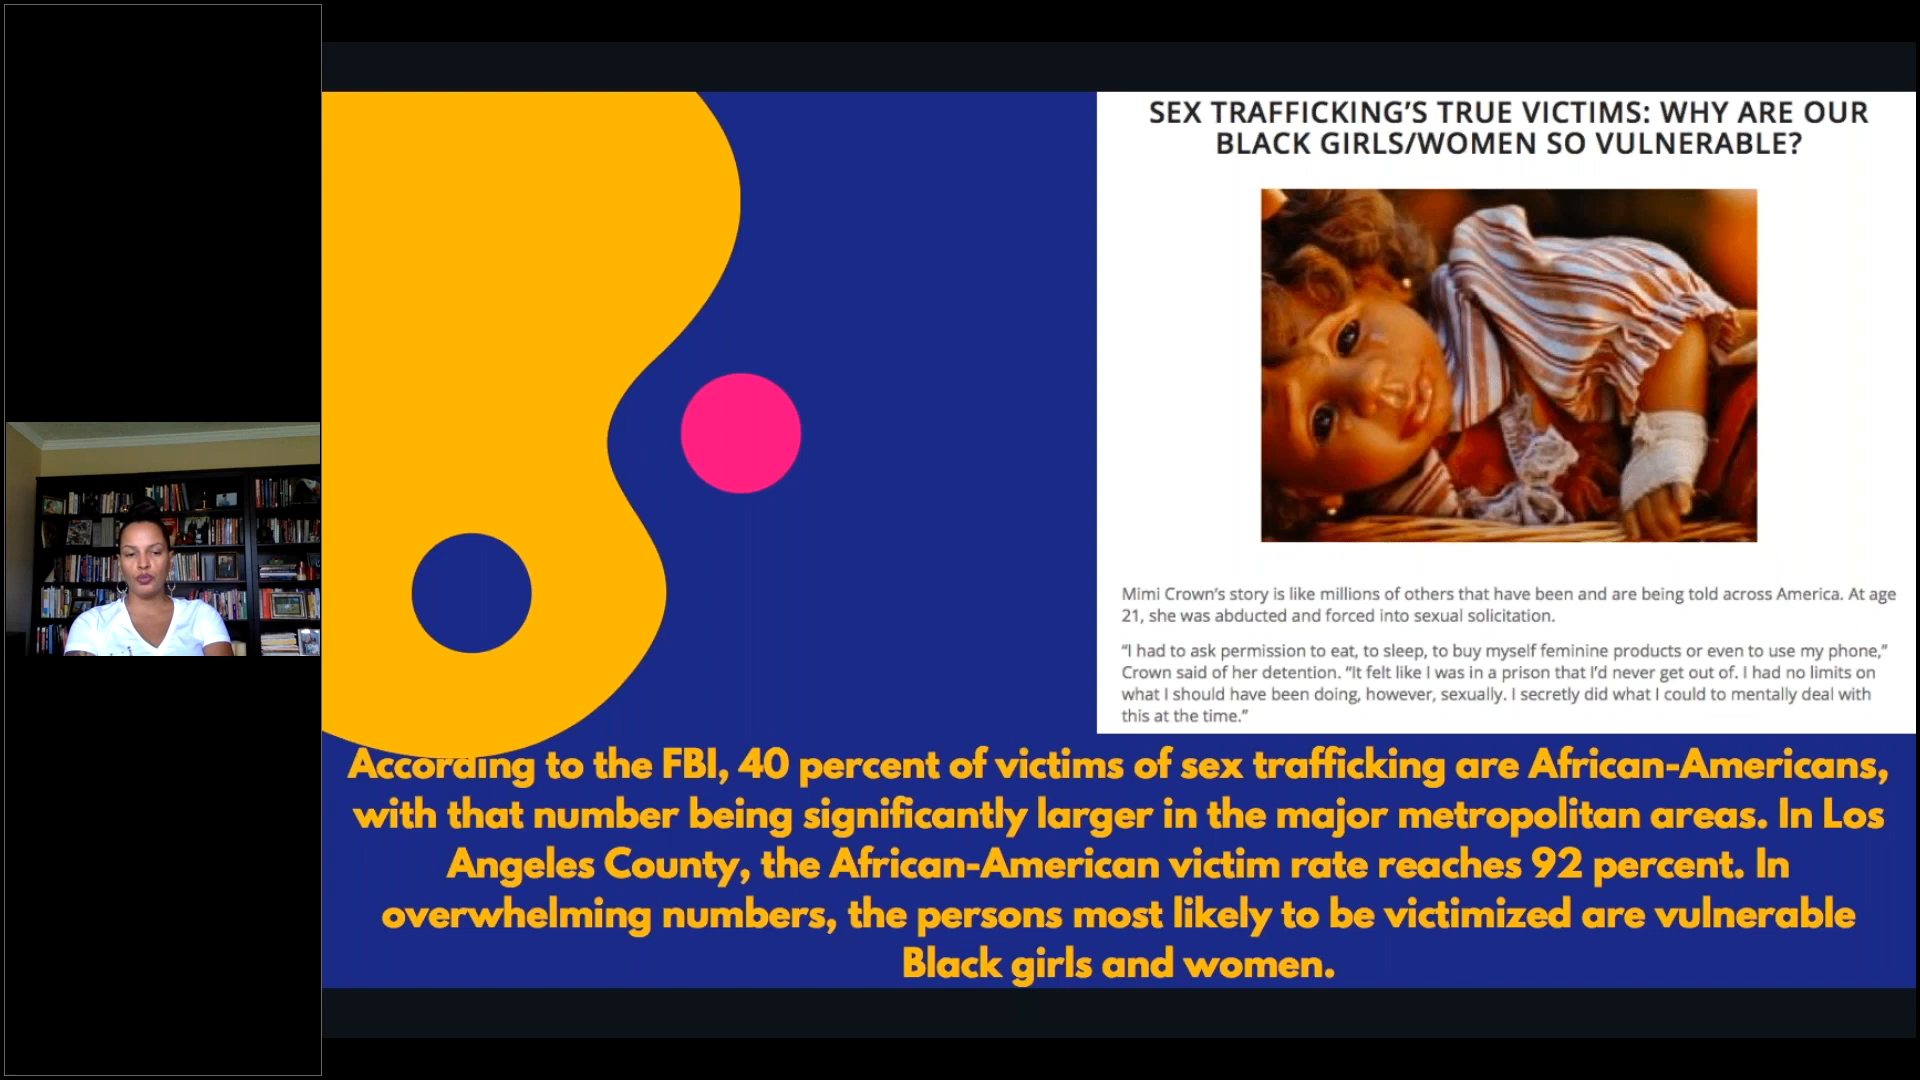 SEX TRAFFICKING’S TRUE VICTIMS: WHY ARE OUR
BLACK GIRLS/WOMEN SO VULNERABLE?
Mimi Crown’s story is like millions of others that have been and are being told across America. At age
21, she was abducted and forced into sexual solicitation.
“I had to ask permission to eat, to sleep, to buy myself feminine products or even to use my phone,”
Crown said of her detention. “It felt like I was in a prison that I’d never get out of. I had no limits on
what I should have been doing, however, sexually. I secretly did what I could to mentally deal with
this at the time.”
According to the FBI, 40 percent of victims of sex trafficking are African-Americans,
with that number being significantly larger in the major metropolitan areas. In Los
Angeles County, the African-American victim rate reaches 92 percent. In
overwhelming numbers, the persons most likely to be victimized are vulnerable
Black girls and women.